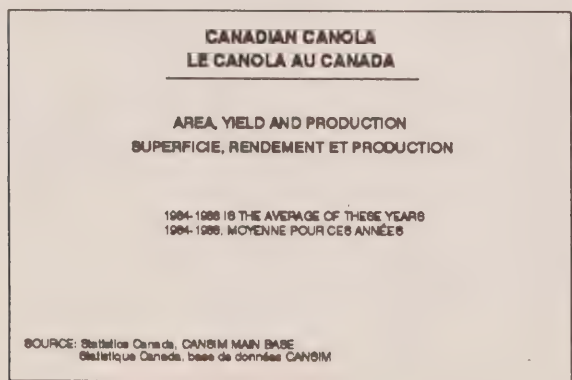 CANADIAN CANOLA
LE CANOLA AU CANADA
AREA, YIELD AND PRODUCTION
SUPERFICIE, RENDEMENT ET PRODUCTION
1984-1988 IS THE AVERAGE OF THESE YEARS
1984-1988, MOYENNE POUR CES ANNÉES
SOURCE: Statistics Canada, CANSIM MAIN BASE
Statistique Canada, base de données CANSIM